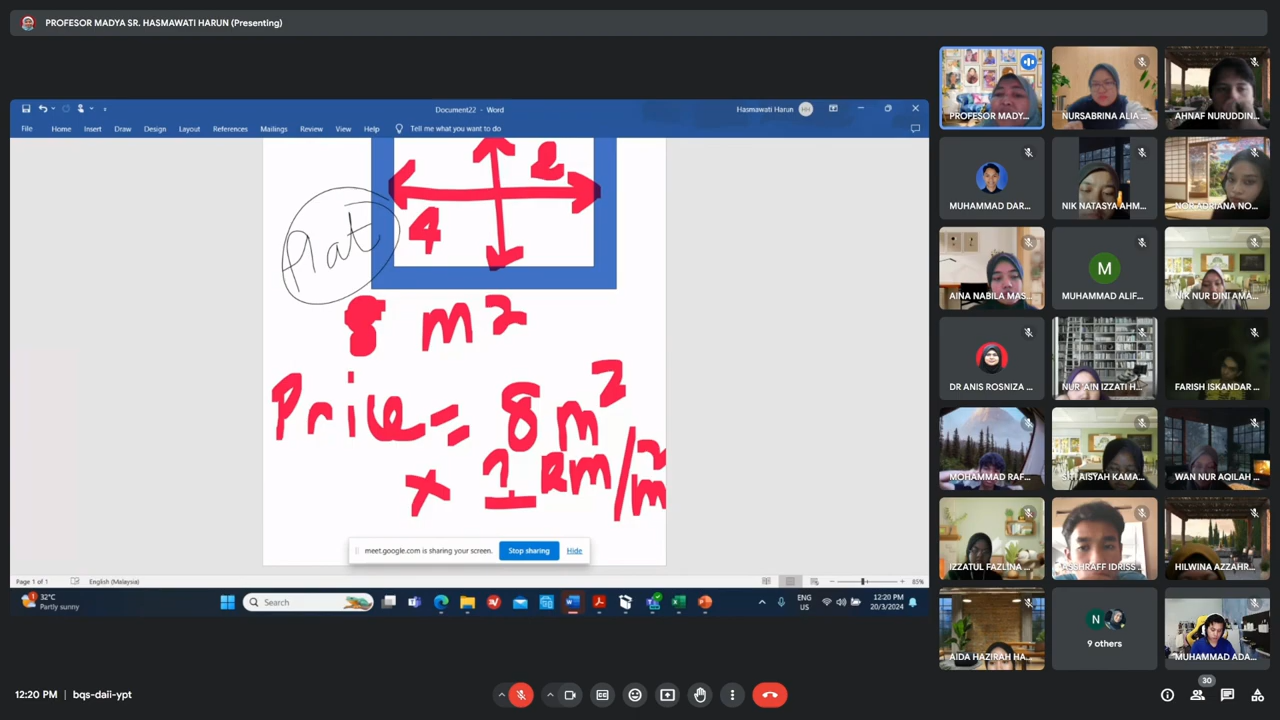 PROFESOR MADYA SR. HASMAWATI HARUN (Presenting)
Document22 - Word
Hasmawati Harun
HH
File Home Insert Draw Design Layout References Mailings Review View Help Tell me what you want to do
2
4
Plat
8 m2
Price = 8m2
x 1 RM/m2
meet.google.com is sharing your screen. Stop sharing Hide
Page 1 of 1 English (Malaysia) 85%
1
32°C
Partly sunny
Search
ENG
US
12:20 PM
20/3/2024
PROFESOR MADY...
NURSABRINA ALIA ...
AHNAF NURUDDIN...
MUHAMMAD DAR...
NIK NATASYA AHM...
NOR ADRIANA NO...
AINA NABILA MAS...
M
MUHAMMAD ALIF...
NIK NUR DINI AMA...
DR ANIS ROSNIZA ...
NUR 'AIN IZZATI H...
FARISH ISKANDAR ...
MOHAMMAD RAF...
SITI AISYAH KAMA...
WAN NUR AQILAH ...
IZZATUL FAZLINA ...
ASSHRAFF IDRISS ...
HILWINA AZZAHR...
AIDA HAZIRAH HA...
N
9 others
MUHAMMAD ADA...
12:20 PM | bqs-daii-ypt
30